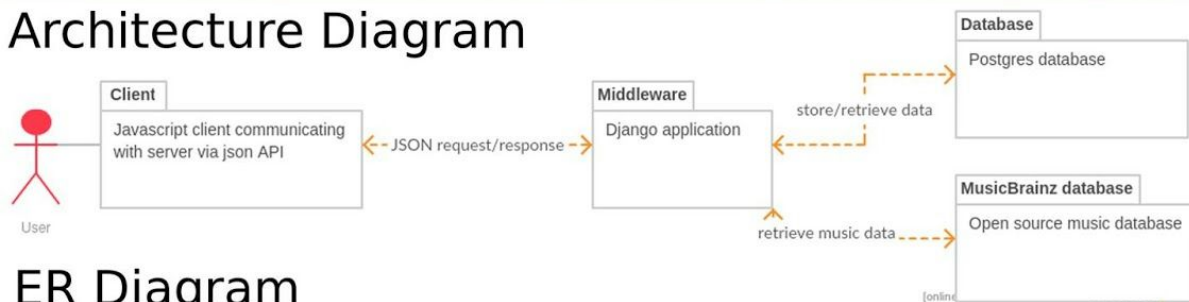 Architecture Diagram
Database
Postgres database
Client
Javascript client communicating
with server via json API
JSON request/response
Middleware
Django application
store/retrieve data
MusicBrainz database
Open source music database
retrieve music data
User
ER Diagram
[online